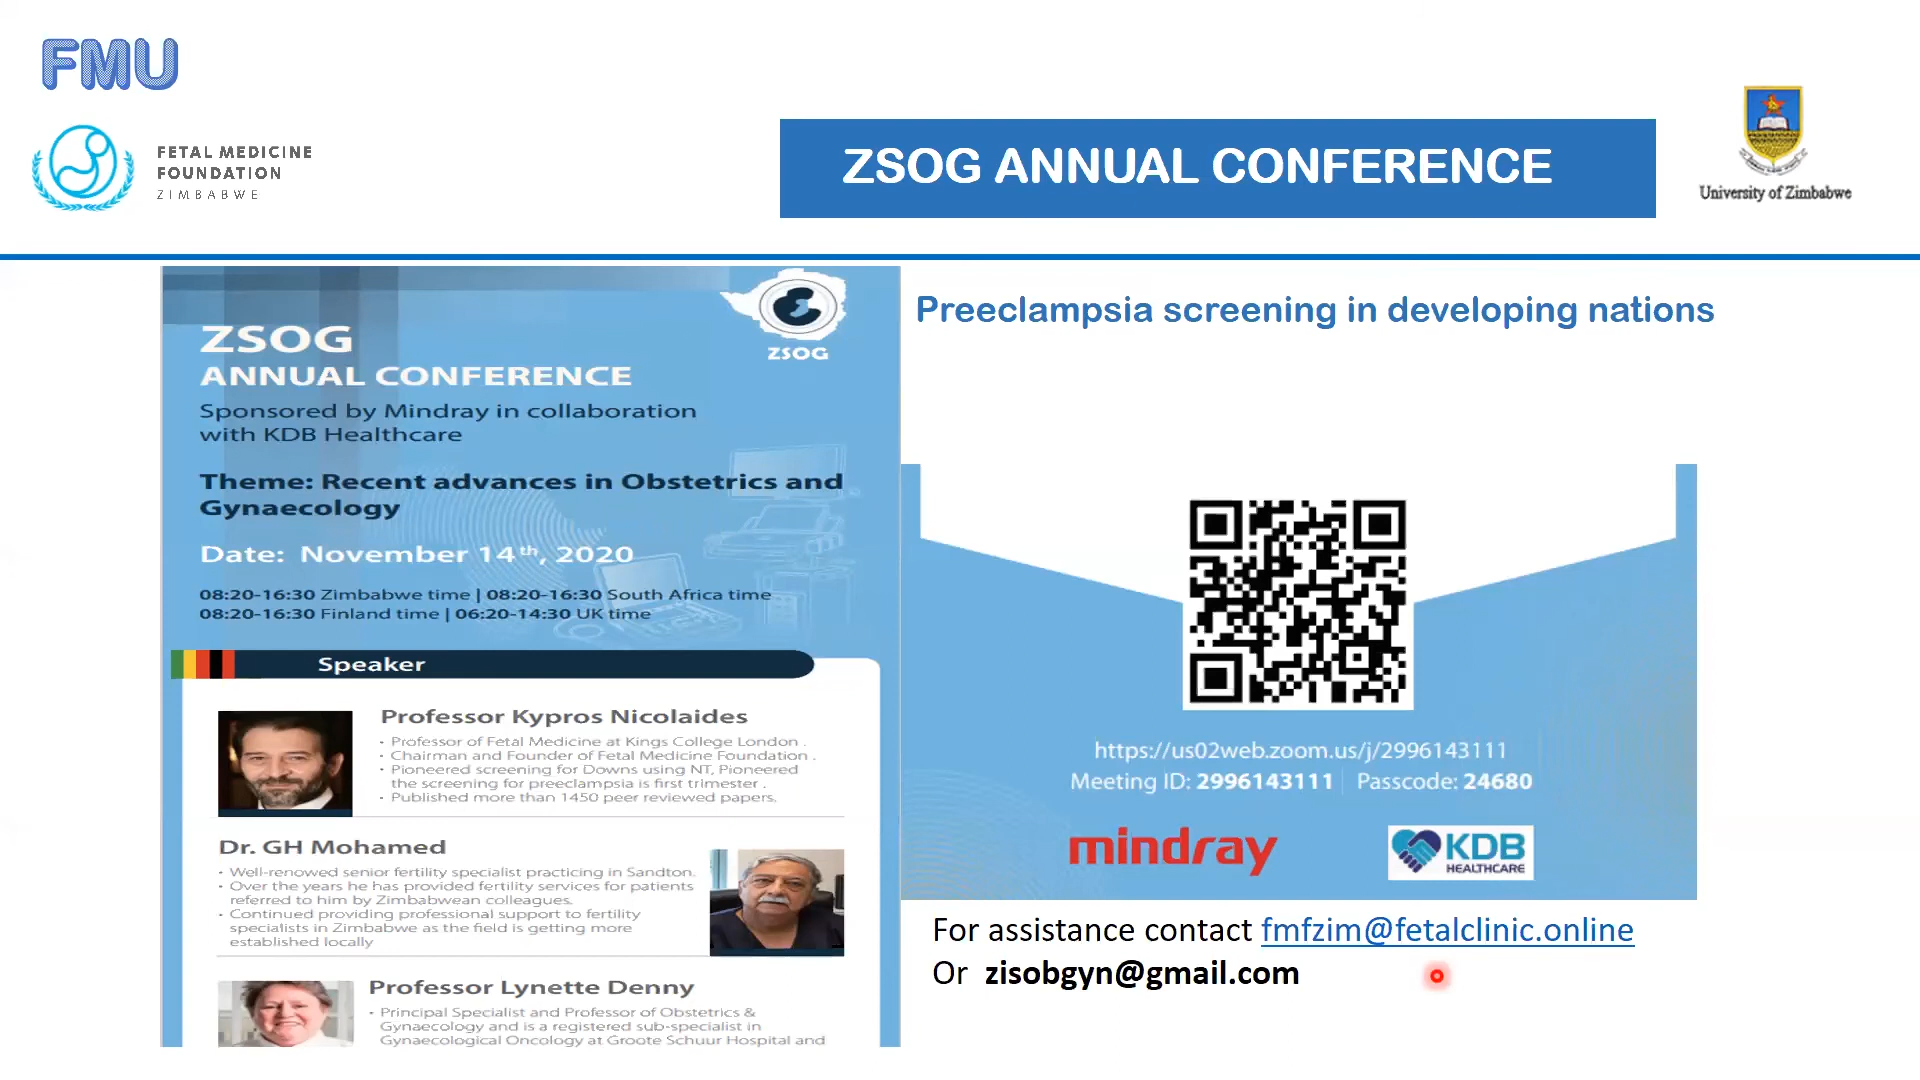 FMU
FETAL MEDICINE
FOUNDATION
ZIMBABWE
ZSOG ANNUAL CONFERENCE
University of Zimbabwe
ZSOG
ANNUAL CONFERENCE
Sponsored by Mindray in collaboration
with KDB Healthcare
Theme: Recent advances in Obstetrics and
Gynaecology
Date: November 14th, 2020
08:20-16:30 Zimbabwe time | 08:20-16:30 South Africa time
08:20-16:30 Finland time | 06:20-14:30 UK time
ZSOG
Speaker
Professor Kypros Nicolaides
· Professor of Fetal Medicine at Kings College London .
· Chairman and Founder of Fetal Medicine Foundation .
· Pioneered screening for Downs using NT, Pioneered
the screening for preeclampsia is first trimester .
· Published more than 1450 peer reviewed papers.
Dr. GH Mohamed
· Well-renowed senior fertility specialist practicing in Sandton.
· Over the years he has provided fertility services for patients
referred to him by Zimbabwean colleagues.
· Continued providing professional support to fertility
specialists in Zimbabwe as the field is getting more
established locally
Professor Lynette Denny
· Principal Specialist and Professor of Obstetrics &
Gynaecology and is a registered sub-specialist in
Gynaecological Oncology at Groote Schuur Hospital and
Preeclampsia screening in developing nations
https://us02web.zoom.us/j/2996143111
Meeting ID: 2996143111 | Passcode: 24680
mindray
KDB
HEALTHCARE
For assistance contact fmfzim@fetalclinic.online
Or zisobgyn@gmail.com